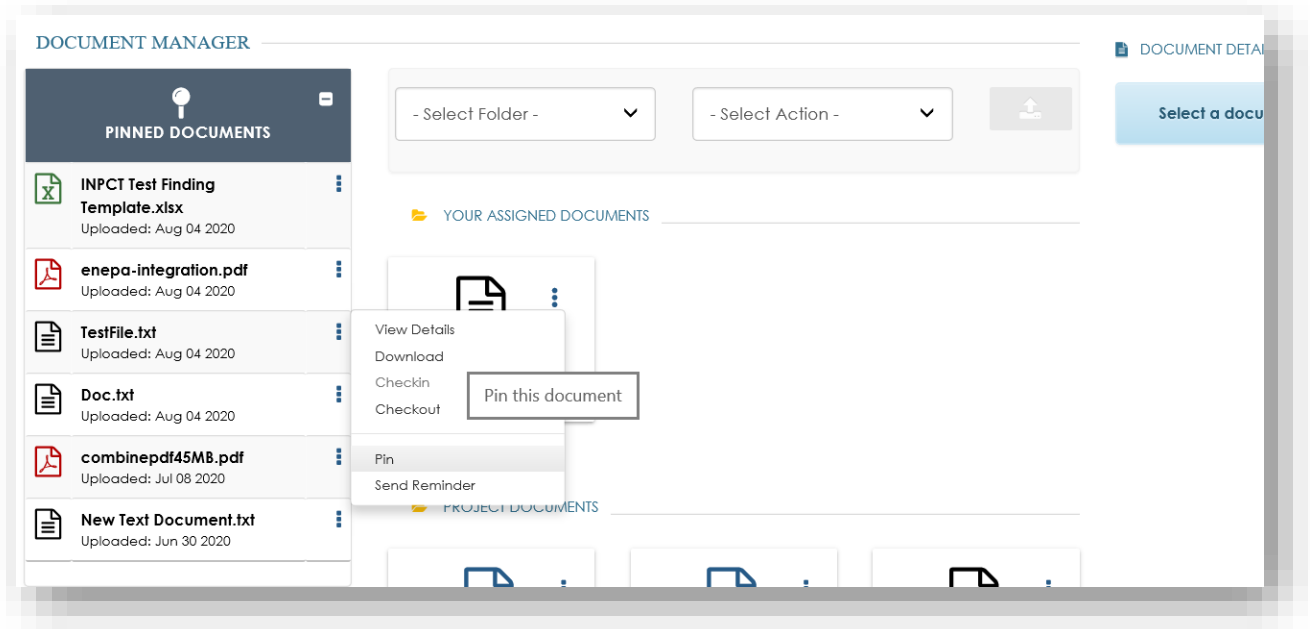 DOCUMENT MANAGER
PINNED DOCUMENTS
INPCT Test Finding
Template.xlsx
Uploaded: Aug 04 2020
enepa-integration.pdf
Uploaded: Aug 04 2020
TestFile.txt
Uploaded: Aug 04 2020
Doc.txt
Uploaded: Aug 04 2020
combinepdf45MB.pdf
Uploaded: Jul 08 2020
New Text Document.txt
Uploaded: Jun 30 2020
- Select Folder -
- Select Action -
YOUR ASSIGNED DOCUMENTS
View Details
Download
Checkin
Checkout
Pin this document
Pin
Send Reminder
PROJECT DOCUMENTS
DOCUMENT DETAI
Select a docu